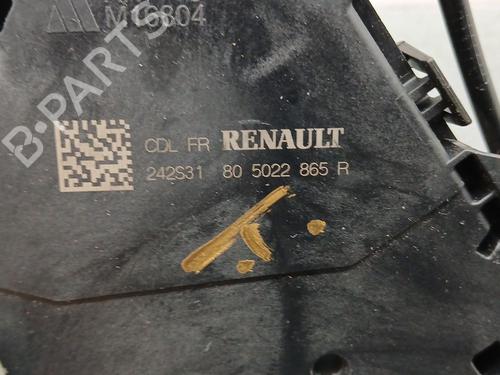 M16804
CDL FR RENAULT
242S31 80 5022 865 R
B-PARTS